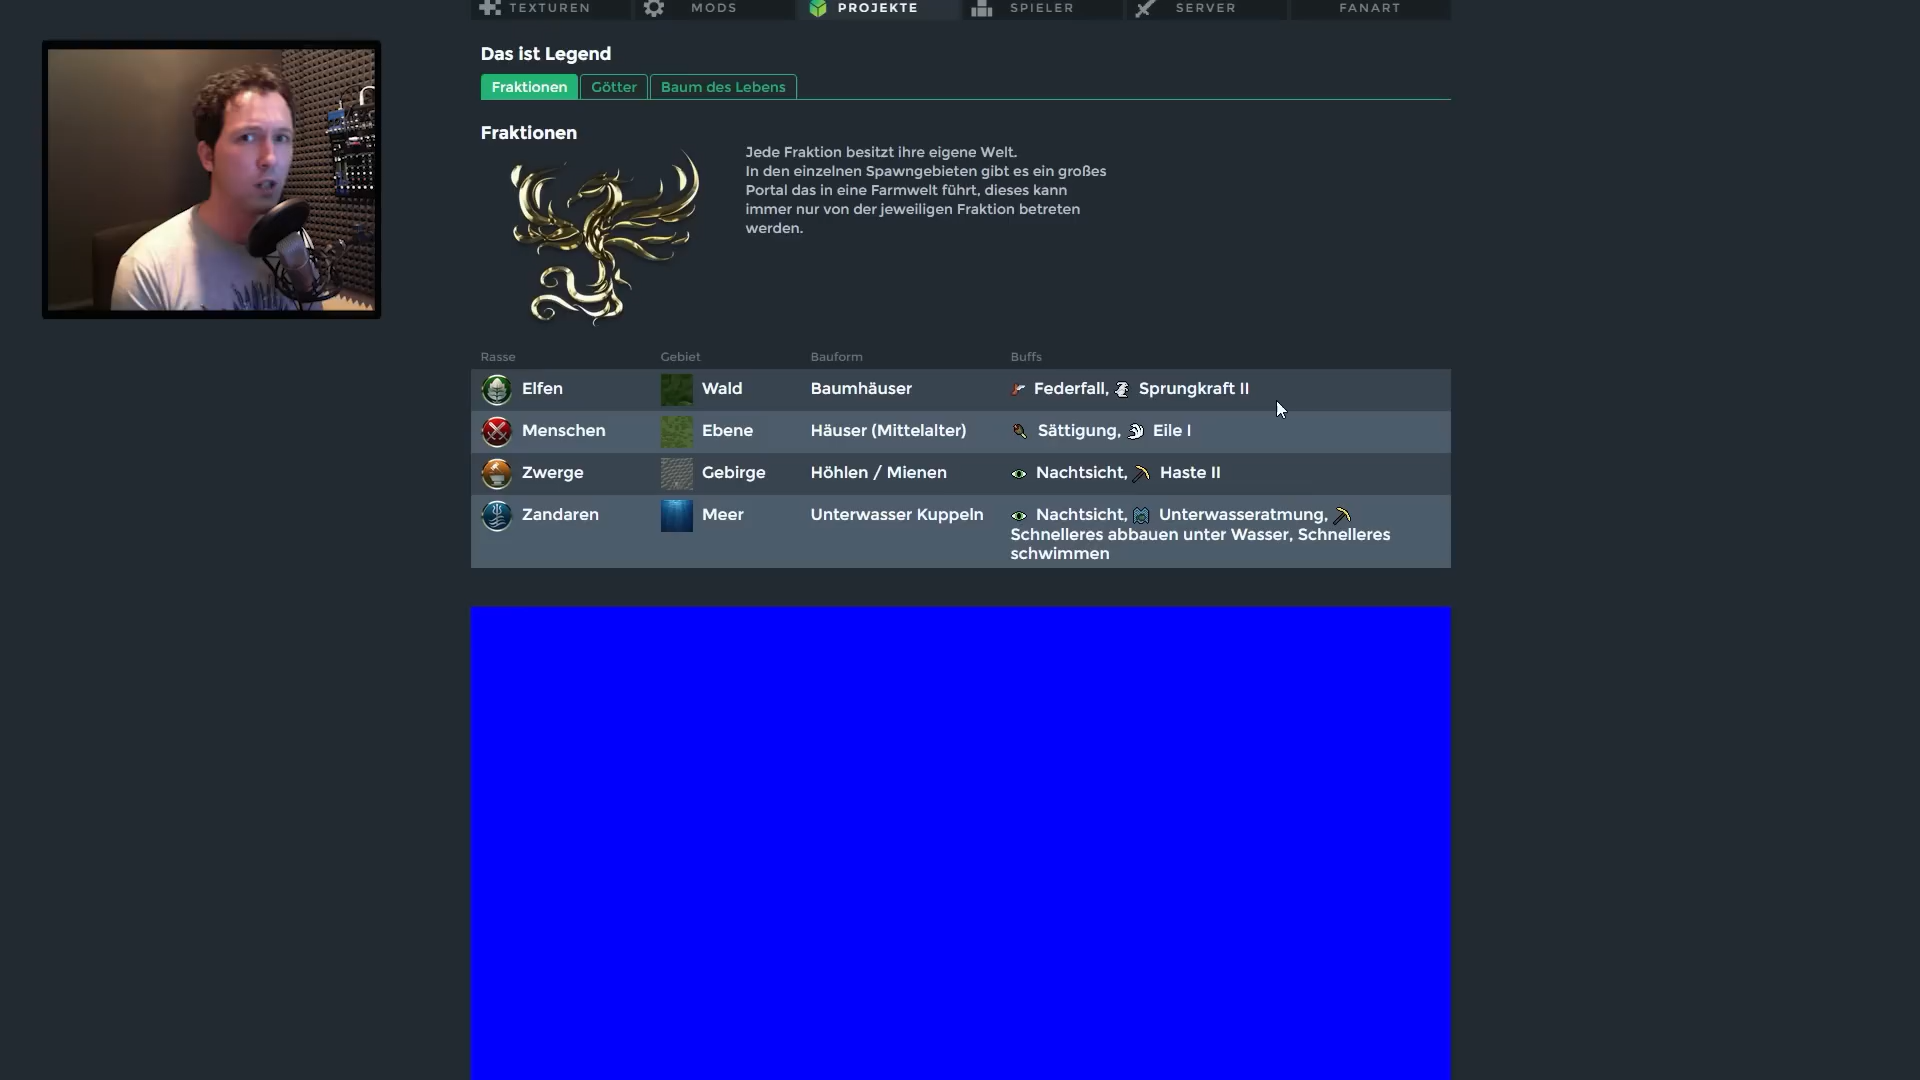 TEXTUREN MODS PROJEKTE SPIELER SERVER FANART
Das ist Legend
Fraktionen Götter Baum des Lebens
Fraktionen
Jede Fraktion besitzt ihre eigene Welt.
In den einzelnen Spawngebieten gibt es ein großes
Portal das in eine Farmwelt führt, dieses kann
immer nur von der jeweiligen Fraktion betreten
werden.
Rasse Gebiet Bauform Buffs
Elfen Wald Baumhäuser Federfall, Sprungkraft II
Menschen Ebene Häuser (Mittelalter) Sättigung, Eile I
Zwerge Gebirge Höhlen / Mienen Nachtsicht, Haste II
Zandaren Meer Unterwasser Kuppeln Nachtsicht, Unterwasseratmung,
Schnelleres abbauen unter Wasser, Schnelleres
schwimmen